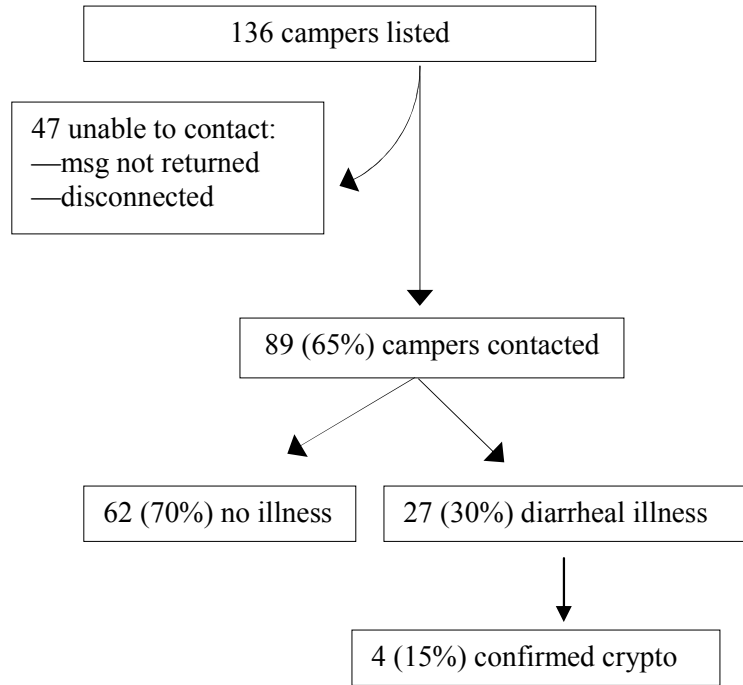 136 campers listed
47 unable to contact:
—msg not returned
—disconnected
89 (65%) campers contacted
62 (70%) no illness
27 (30%) diarrheal illness
4 (15%) confirmed crypto